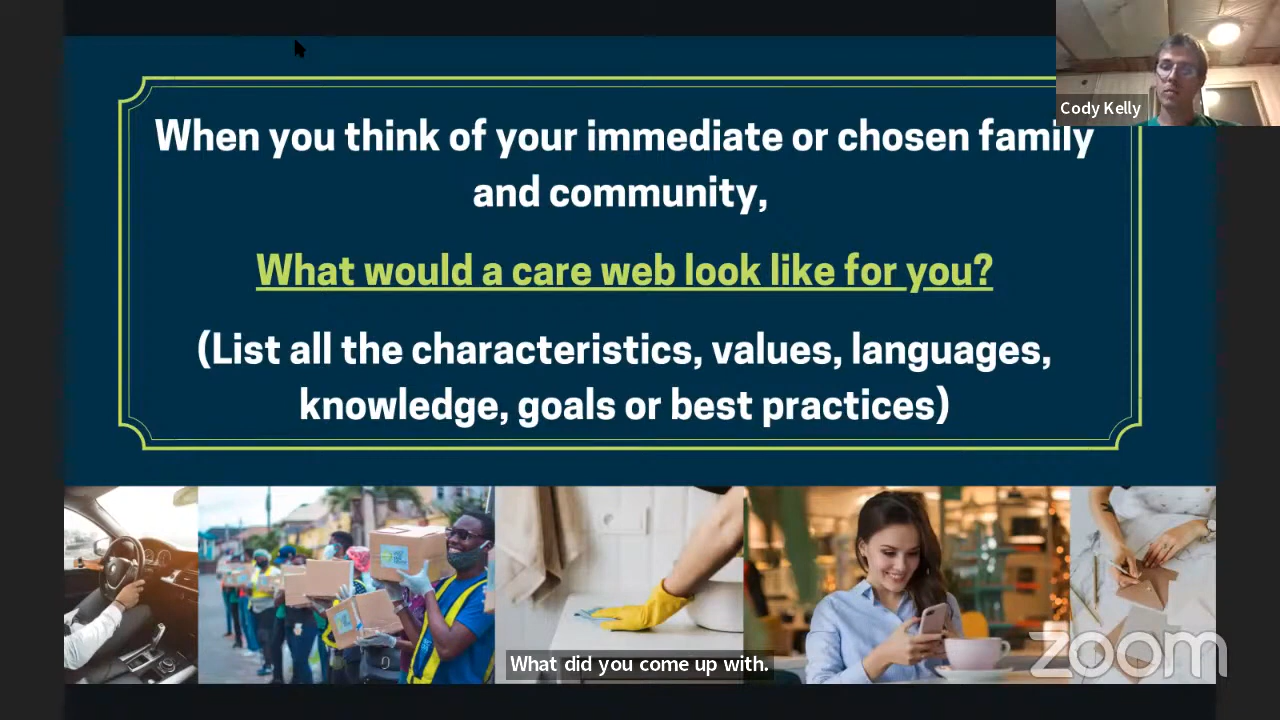 Cody Kelly
When you think of your immediate or chosen family
and community,
What would a care web look like for you?
(List all the characteristics, values, languages,
knowledge, goals or best practices)
What did you come up with.
zoom